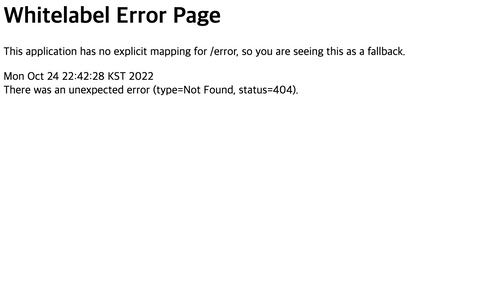 Whitelabel Error Page
This application has no explicit mapping for /error, so you are seeing this as a fallback.
Mon Oct 24 22:42:28 KST 2022
There was an unexpected error (type=Not Found, status=404).